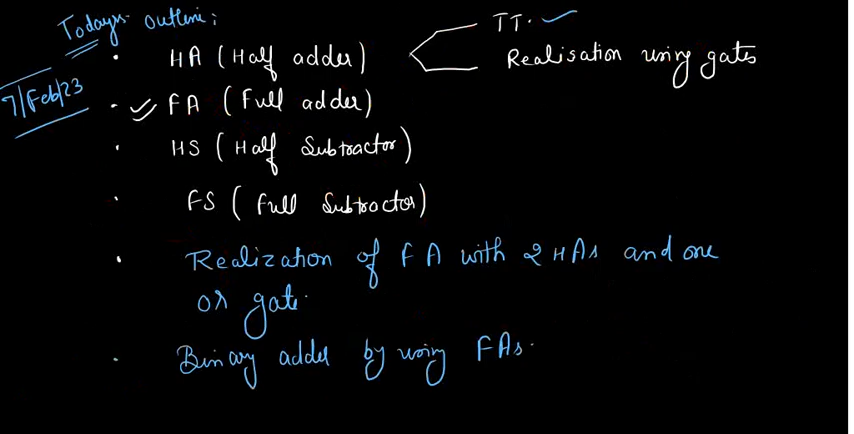 Todays outline:
HA (Half adder)
TT.
Realisation using gates
7/Feb/23
FA (Full adder)
HS (Half Subtractor)
FS (Full Subtractor)
Realization of FA with 2 HAs and one
or gate.
Binary adder by using FAs.